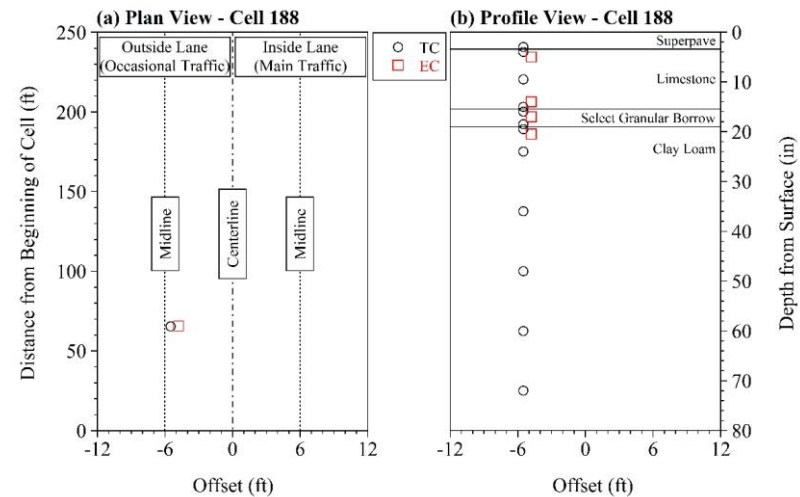 (a) Plan View - Cell 188
250
200
150
100
50
0
Distance from Beginning of Cell (ft)
Outside Lane
(Occasional Traffic)
Inside Lane
(Main Traffic)
Midline
Centerline
Midline
-12
-6
0
6
12
Offset (ft)
TC
EC
(b) Profile View - Cell 188
Superpave
Limestone
Select Granular Borrow
Clay Loam
0
10
20
30
40
50
60
70
80
Depth from Surface (in)
-12
-6
0
6
12
Offset (ft)